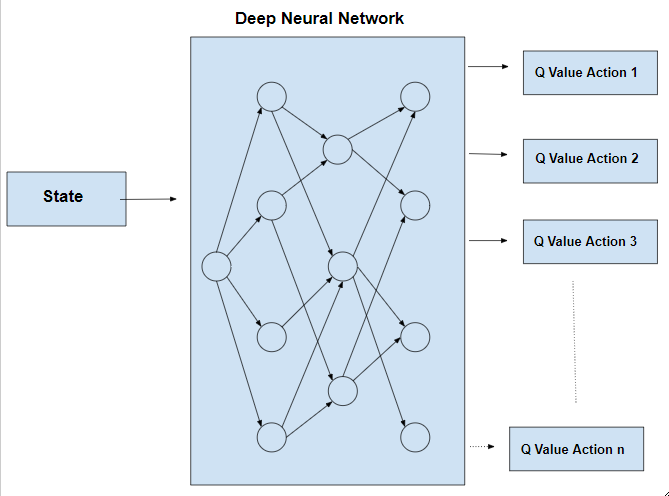 Deep Neural Network
State
Q Value Action 1
Q Value Action 2
Q Value Action 3
Q Value Action n